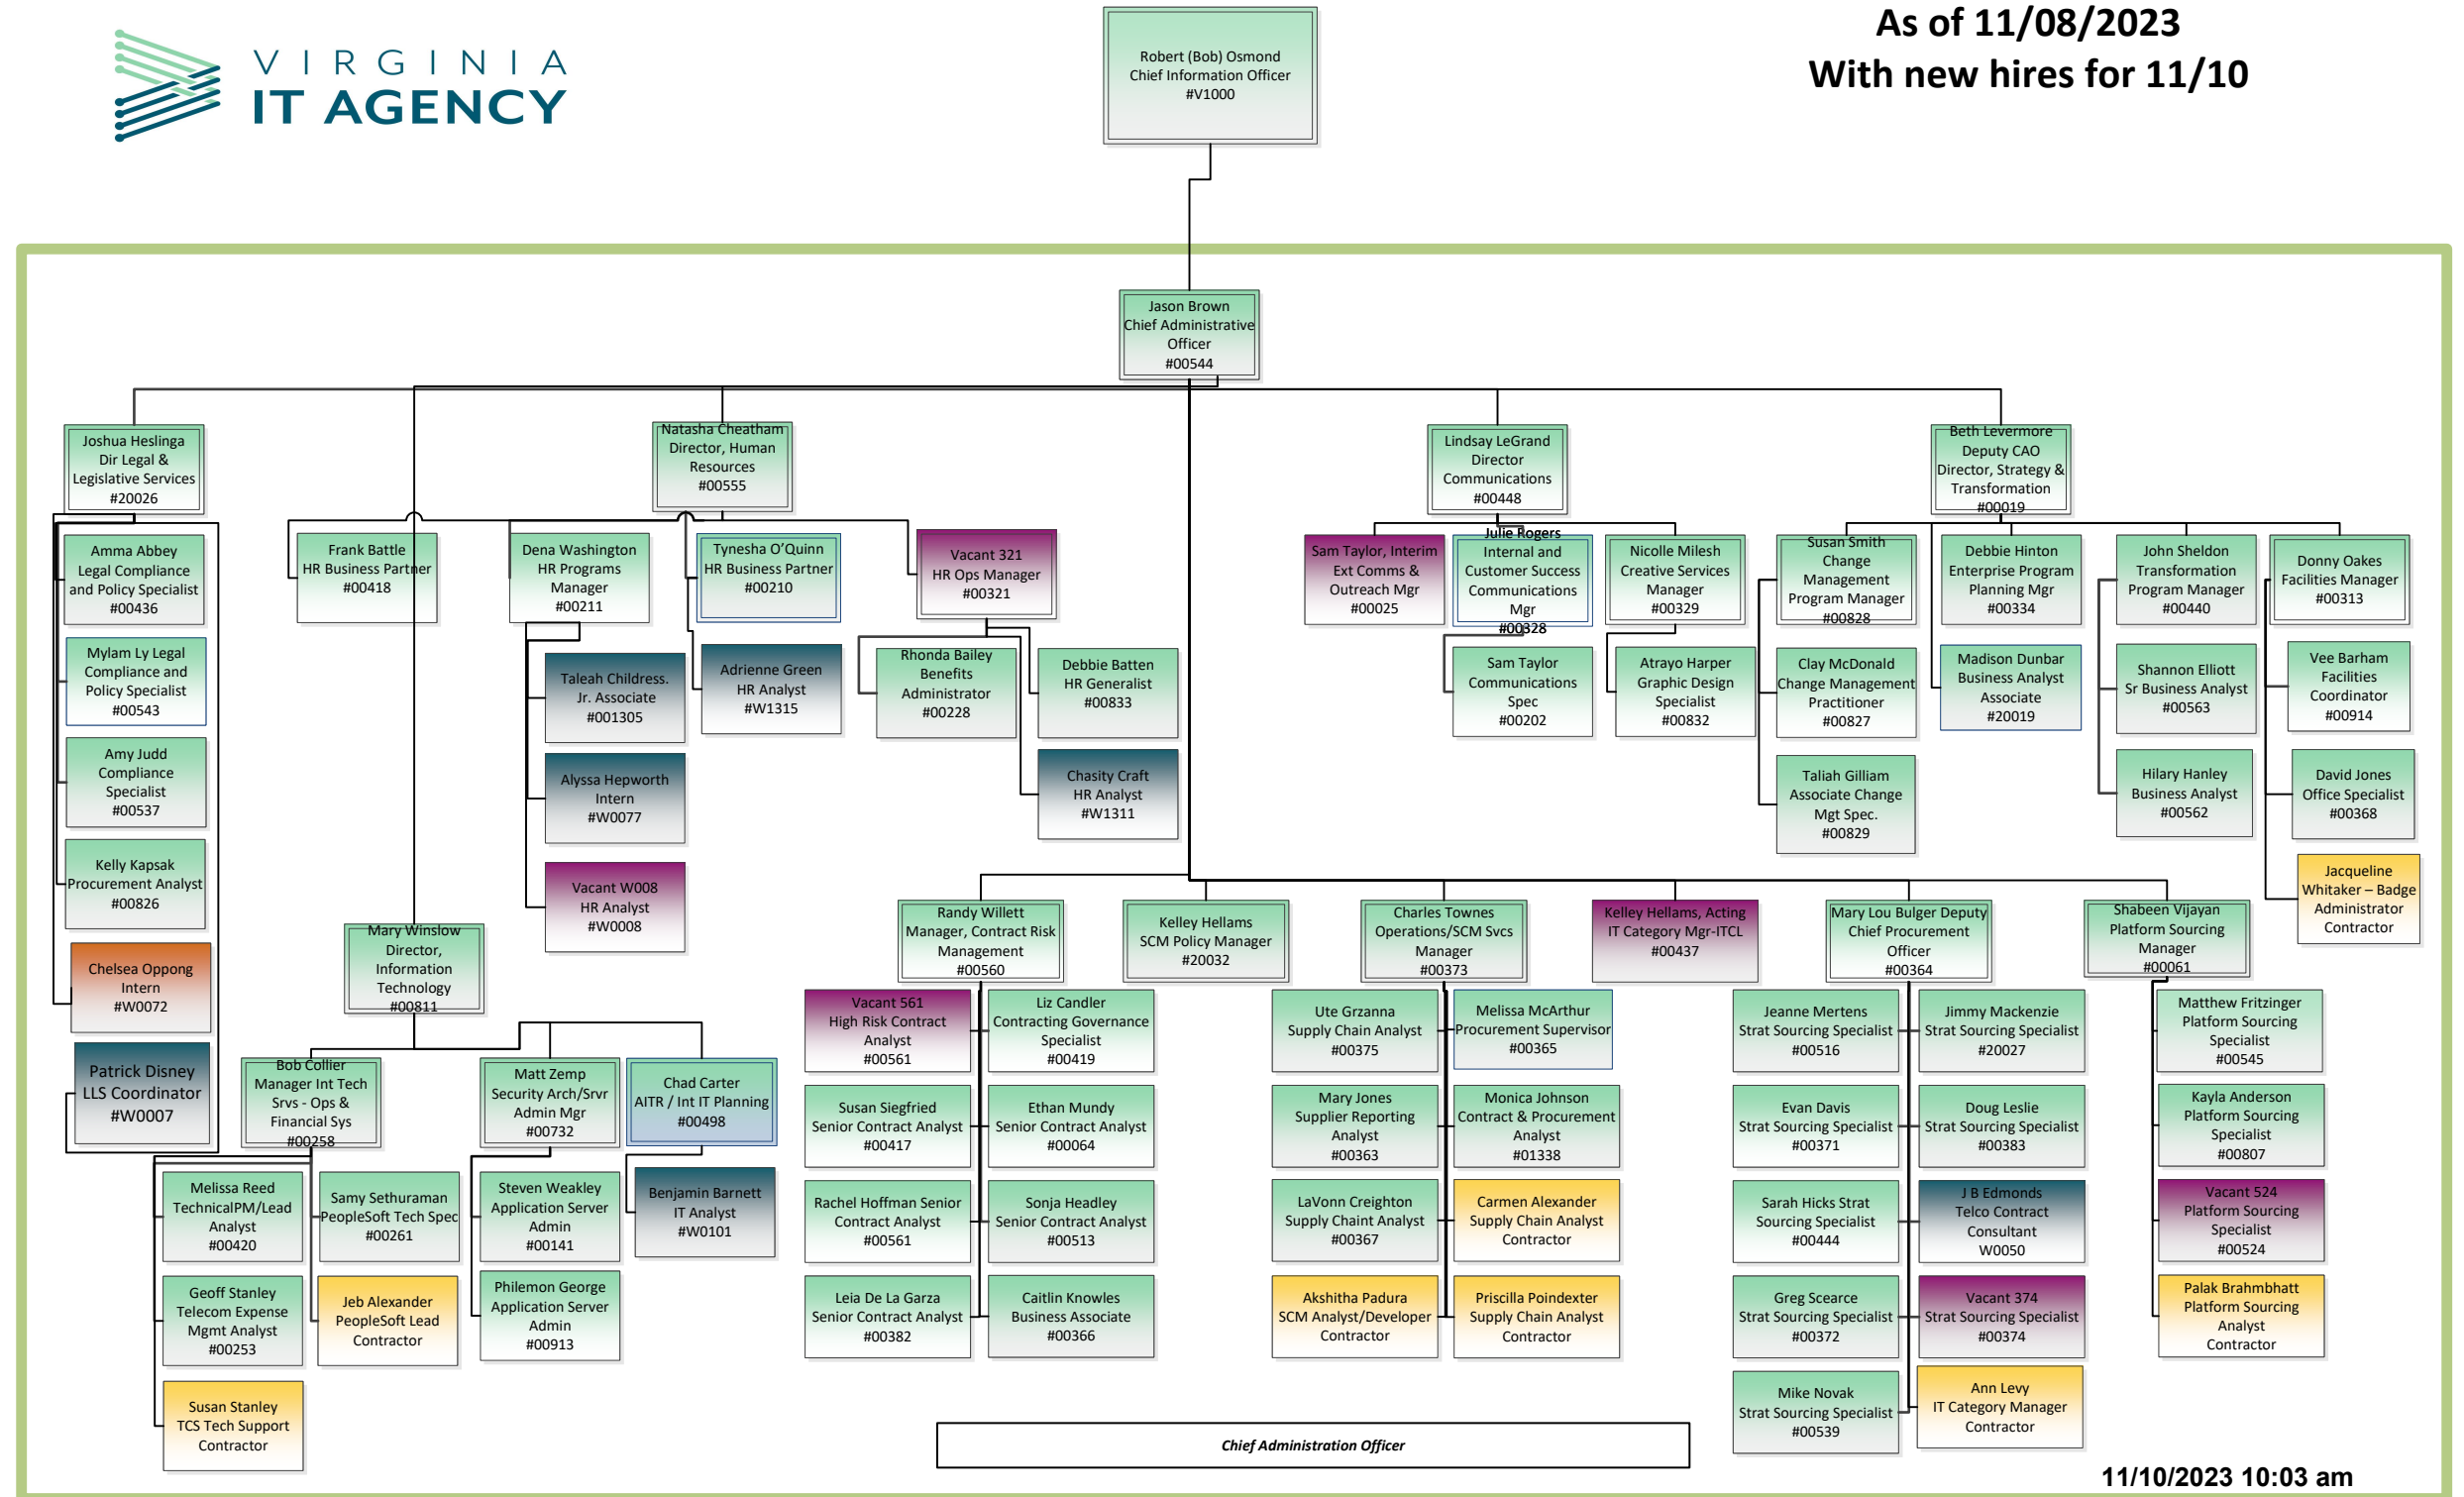 VIRGINIA
IT AGENCY
As of 11/08/2023
With new hires for 11/10
Robert (Bob) Osmond
Chief Information Officer
#V1000
Jason Brown
Chief Administrative
Officer
#00544
Joshua Heslinga
Dir Legal &
Legislative Services
#20026
Natasha Cheatham
Director, Human
Resources
#00555
Lindsay LeGrand
Director
Communications
#00448
Beth Levermore
Deputy CAO
Director, Strategy &
Transformation
#00019
Amma Abbey
Legal Compliance
and Policy Specialist
#00436
Mylam Ly Legal
Compliance and
Policy Specialist
#00543
Amy Judd
Compliance
Specialist
#00537
Kelly Kapsak
Procurement Analyst
#00826
Chelsea Oppong
Intern
#W0072
Patrick Disney
LLS Coordinator
#W0007
Frank Battle
HR Business Partner
#00418
Dena Washington
HR Programs
Manager
#00211
Tynesha O’Quinn
HR Business Partner
#00210
Vacant 321
HR Ops Manager
#00321
Taleah Childress.
Jr. Associate
#001305
Alyssa Hepworth
Intern
#W0077
Vacant W008
HR Analyst
#W0008
Adrienne Green
HR Analyst
#W1315
Rhonda Bailey
Benefits
Administrator
#00228
Debbie Batten
HR Generalist
#00833
Chasity Craft
HR Analyst
#W1311
Sam Taylor, Interim
Ext Comms &
Outreach Mgr
#00025
Julie Rogers
Internal and
Customer Success
Communications
Mgr
#00328
Nicolle Milesh
Creative Services
Manager
#00329
Sam Taylor
Communications
Spec
#00202
Atrayo Harper
Graphic Design
Specialist
#00832
Susan Smith
Change
Management
Program Manager
#00828
Debbie Hinton
Enterprise Program
Planning Mgr
#00334
John Sheldon
Transformation
Program Manager
#00440
Donny Oakes
Facilities Manager
#00313
Clay McDonald
Change Management
Practitioner
#00827
Taliah Gilliam
Associate Change
Mgt Spec.
#00829
Madison Dunbar
Business Analyst
Associate
#20019
Shannon Elliott
Sr Business Analyst
#00563
Hilary Hanley
Business Analyst
#00562
Vee Barham
Facilities
Coordinator
#00914
David Jones
Office Specialist
#00368
Jacqueline
Whitaker – Badge
Administrator
Contractor
Mary Winslow
Director,
Information
Technology
#00811
Bob Collier
Manager Int Tech
Srvs - Ops &
Financial Sys
#00258
Matt Zemp
Security Arch/Srvr
Admin Mgr
#00732
Chad Carter
AITR / Int IT Planning
#00498
Melissa Reed
TechnicalPM/Lead
Analyst
#00420
Samy Sethuraman
PeopleSoft Tech Spec
#00261
Geoff Stanley
Telecom Expense
Mgmt Analyst
#00253
Jeb Alexander
PeopleSoft Lead
Contractor
Susan Stanley
TCS Tech Support
Contractor
Steven Weakley
Application Server
Admin
#00141
Philemon George
Application Server
Admin
#00913
Benjamin Barnett
IT Analyst
#W0101
Randy Willett
Manager, Contract Risk
Management
#00560
Kelley Hellams
SCM Policy Manager
#20032
Charles Townes
Operations/SCM Svcs
Manager
#00373
Kelley Hellams, Acting
IT Category Mgr-ITCL
#00437
Mary Lou Bulger Deputy
Chief Procurement
Officer
#00364
Shabeen Vijayan
Platform Sourcing
Manager
#00061
Vacant 561
High Risk Contract
Analyst
#00561
Liz Candler
Contracting Governance
Specialist
#00419
Susan Siegfried
Senior Contract Analyst
#00417
Ethan Mundy
Senior Contract Analyst
#00064
Rachel Hoffman Senior
Contract Analyst
#00561
Sonja Headley
Senior Contract Analyst
#00513
Leia De La Garza
Senior Contract Analyst
#00382
Caitlin Knowles
Business Associate
#00366
Ute Grzanna
Supply Chain Analyst
#00375
Melissa McArthur
Procurement Supervisor
#00365
Mary Jones
Supplier Reporting
Analyst
#00363
Monica Johnson
Contract & Procurement
Analyst
#01338
LaVonn Creighton
Supply Chaint Analyst
#00367
Carmen Alexander
Supply Chain Analyst
Contractor
Akshitha Padura
SCM Analyst/Developer
Contractor
Priscilla Poindexter
Supply Chain Analyst
Contractor
Jeanne Mertens
Strat Sourcing Specialist
#00516
Jimmy Mackenzie
Strat Sourcing Specialist
#20027
Evan Davis
Strat Sourcing Specialist
#00371
Doug Leslie
Strat Sourcing Specialist
#00383
Sarah Hicks Strat
Sourcing Specialist
#00444
J B Edmonds
Telco Contract
Consultant
W0050
Greg Scearce
Strat Sourcing Specialist
#00372
Vacant 374
Strat Sourcing Specialist
#00374
Mike Novak
Strat Sourcing Specialist
#00539
Ann Levy
IT Category Manager
Contractor
Matthew Fritzinger
Platform Sourcing
Specialist
#00545
Kayla Anderson
Platform Sourcing
Specialist
#00807
Vacant 524
Platform Sourcing
Specialist
#00524
Palak Brahmbhatt
Platform Sourcing
Analyst
Contractor
Chief Administration Officer
11/10/2023 10:03 am